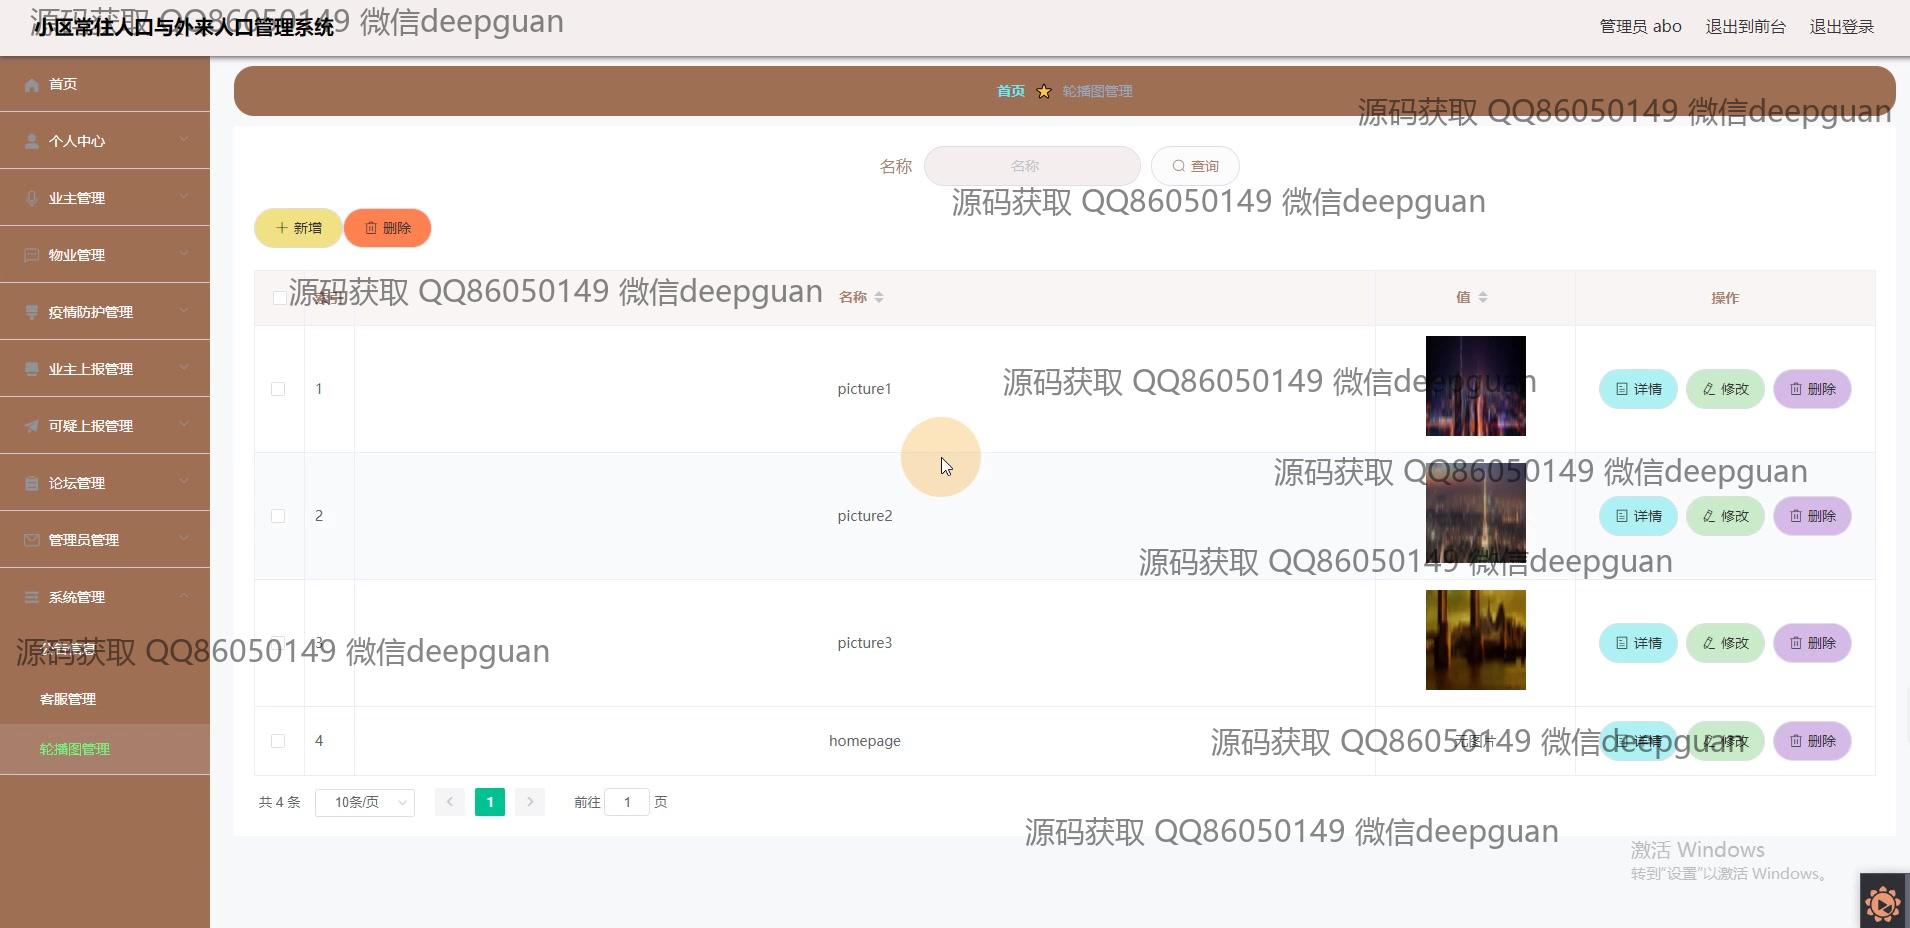 小区常住人口与外来人口管理系统
源码获取 QQ86050149 微信deepguan
管理员 abo
退出到前台
退出登录
首页
个人中心
业主管理
物业管理
疫情防护管理
业主上报管理
可疑上报管理
论坛管理
管理员管理
系统管理
公告信息
客服管理
轮播图管理
首页 轮播图管理
源码获取 QQ86050149 微信deepguan
名称 名称 查询
源码获取 QQ86050149 微信deepguan
新增 删除
源码获取 QQ86050149 微信deepguan
索引 名称 值 操作
1 picture1 详情 修改 删除
源码获取 QQ86050149 微信deepguan
源码获取 QQ86050149 微信deepguan
2 picture2 详情 修改 删除
源码获取 QQ86050149 微信deepguan
3 picture3 详情 修改 删除
源码获取 QQ86050149 微信deepguan
4 homepage 无图片 详情 修改 删除
源码获取 QQ86050149 微信deepguan
共 4 条 10条/页 1 前往 1 页
源码获取 QQ86050149 微信deepguan
激活 Windows
转到"设置"以激活 Windows。